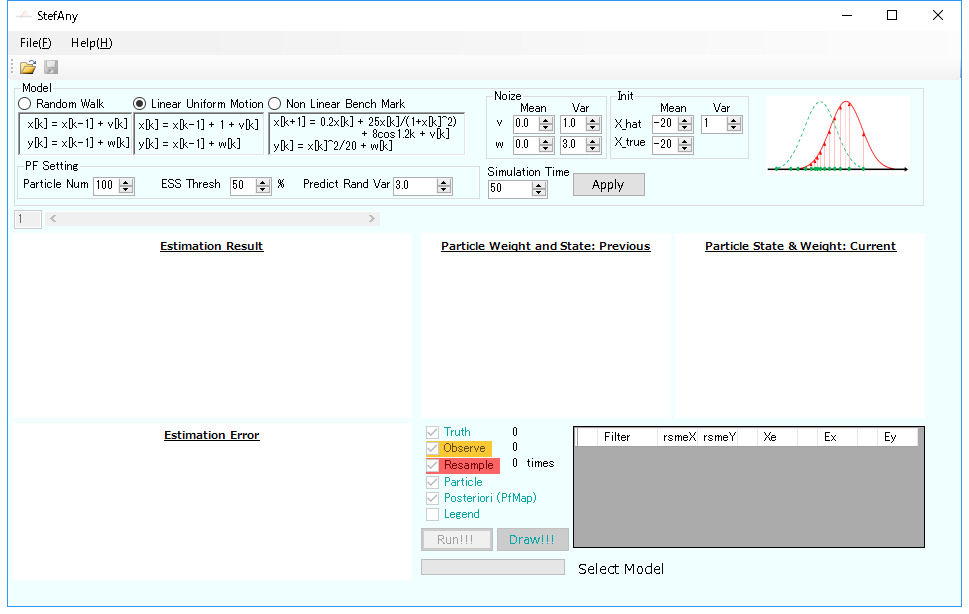 StefAny
File(F) Help(H)
Model
Random Walk Linear Uniform Motion Non Linear Bench Mark
x[k] = x[k-1] + v[k]
y[k] = x[k-1] + w[k]
x[k] = x[k-1] + 1 + v[k]
y[k] = x[k-1] + w[k]
x[k+1] = 0.2x[k] + 25x[k]/(1+x[k]^2)
+ 8cos1.2k + v[k]
y[k] = x[k]^2/20 + w[k]
Noize
Mean Var
v 0.0 1.0
w 0.0 3.0
Init
Mean Var
X_hat -20 1
X_true -20
PF Setting
Particle Num 100 ESS Thresh 50 % Predict Rand Var 3.0
Simulation Time
50
Apply
1
Estimation Result
Particle Weight and State: Previous
Particle State & Weight: Current
Estimation Error
Truth 0
Observe 0
Resample 0 times
Particle
Posteriori (PfMap)
Legend
Run!!! Draw!!!
Filter rsmeX rsmeY Xe Ex Ey
Select Model